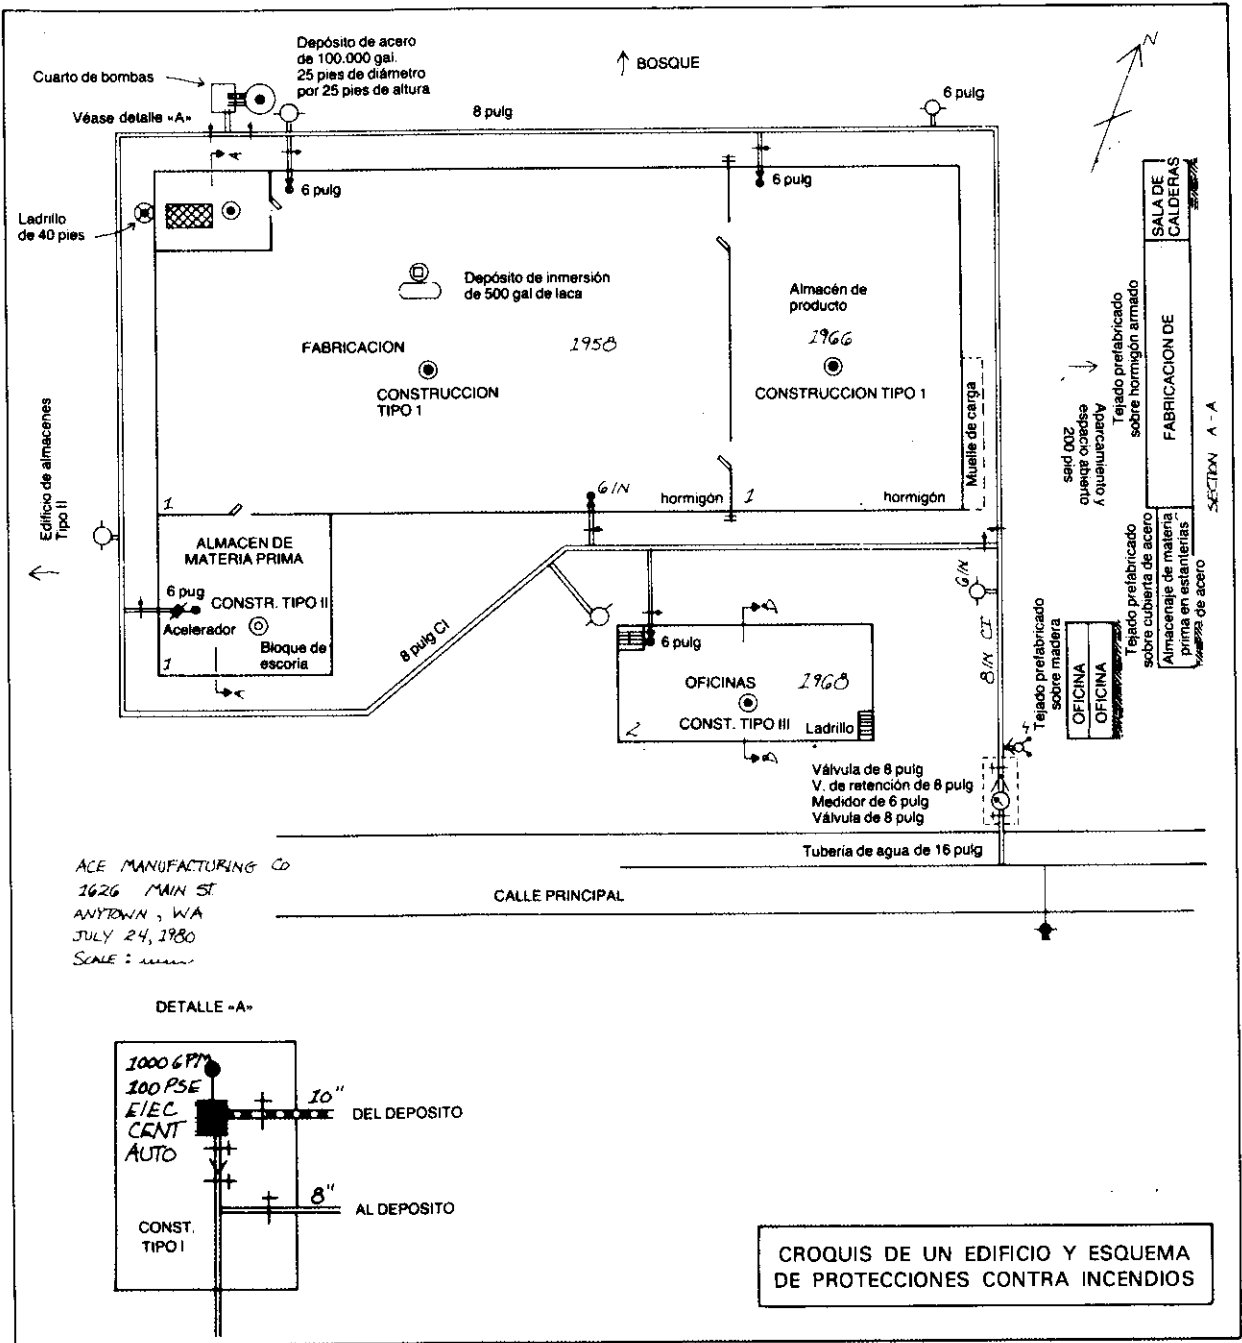 Depósito de acero
de 100.000 gal.
25 pies de diámetro
por 25 pies de altura
Cuarto de bombas
Véase detalle «A»
↑ BOSQUE
8 pulg
6 pulg
N
A
6 pulg
6 pulg
Ladrillo
de 40 pies
Depósito de inmersión
de 500 gal de laca
Almacén de
producto
1966
FABRICACION
1958
CONSTRUCCION
TIPO 1
CONSTRUCCION TIPO 1
Muelle de carga
Aparcamiento y
espacio abierto
200 pies
Tejado prefabricado
sobre hormigón armado
SALA DE
CALDERAS
FABRICACION DE
SECTION A-A
Edificio de almacenes
Tipo II
1
6 IN
hormigón
1
hormigón
ALMACEN DE
MATERIA PRIMA
6 pug
CONSTR. TIPO II
Acelerador
Bloque de
escoria
1
A
8 pulg CI
6 pulg
OFICINAS
1968
CONST. TIPO III
Ladrillo
2
6 IN
8 IN CI
Tejado prefabricado
sobre madera
OFICINA
OFICINA
Tejado prefabricado
sobre cubierta de acero
Almacenaje de materia
prima en estanterías
de acero
4
Válvula de 8 pulg
V. de retención de 8 pulg
Medidor de 6 pulg
Válvula de 8 pulg
Tubería de agua de 16 pulg
CALLE PRINCIPAL
ACE MANUFACTURING CO
1626 MAIN ST.
ANYTOWN, WA
JULY 24, 1980
SCALE:
DETALLE «A»
1000 GPM
100 PSE
ElEC
CENT
AUTO
10"
DEL DEPOSITO
8"
AL DEPOSITO
CONST.
TIPO I
CROQUIS DE UN EDIFICIO Y ESQUEMA
DE PROTECCIONES CONTRA INCENDIOS